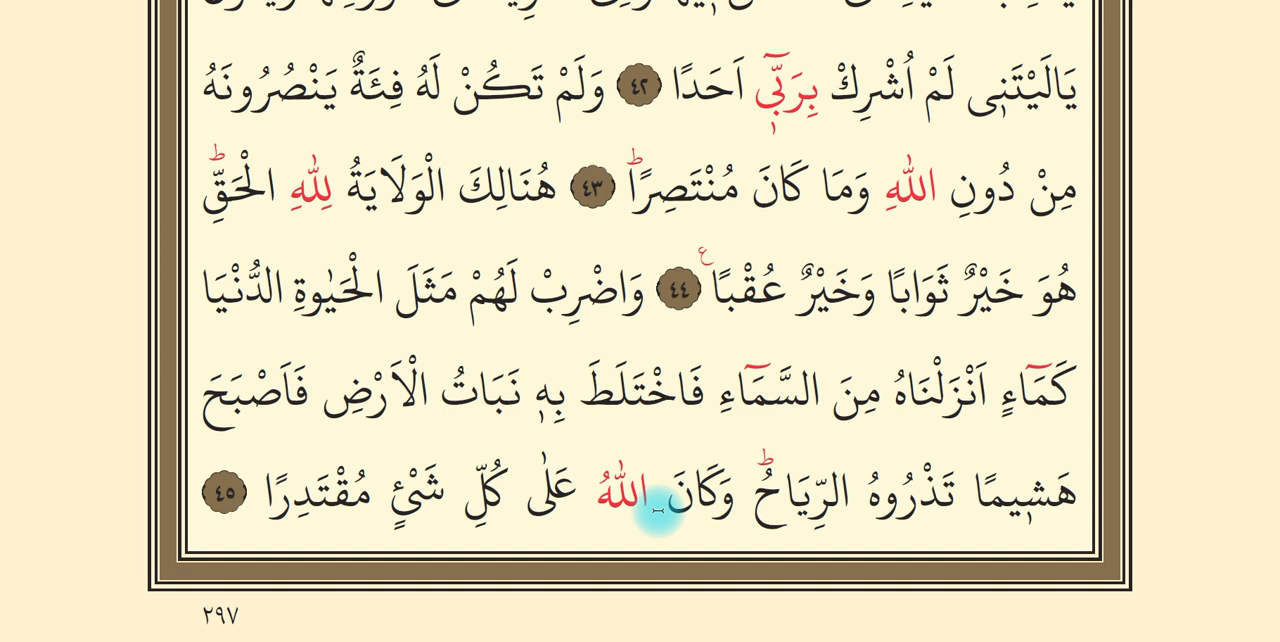 يَالَيْتَنٖى لَمْ اُشْرِكْ بِرَبّٖٓى اَحَدًا ٤٢ وَلَمْ تَكُنْ لَهُ فِئَةٌ يَنْصُرُونَهُ
مِنْ دُونِ اللّٰهِ وَمَا كَانَ مُنْتَصِرًاؕ ٤٣ هُنَالِكَ الْوَلَايَةُ لِلّٰهِ الْحَقِّؕ
هُوَ خَيْرٌ ثَوَابًا وَخَيْرٌ عُقْبًا ع ٤٤ وَاضْرِبْ لَهُمْ مَثَلَ الْحَيٰوةِ الدُّنْيَا
كَمَٓاءٍ اَنْزَلْنَاهُ مِنَ السَّمَٓاءِ فَاخْتَلَطَ بِهٖ نَبَاتُ الْاَرْضِ فَاَصْبَحَ
هَشٖيمًا تَذْرُوهُ الرِّيَاحُؕ وَكَانَ اللّٰهُ عَلٰى كُلِّ شَىْءٍ مُقْتَدِرًا ٤٥
٢٩٧